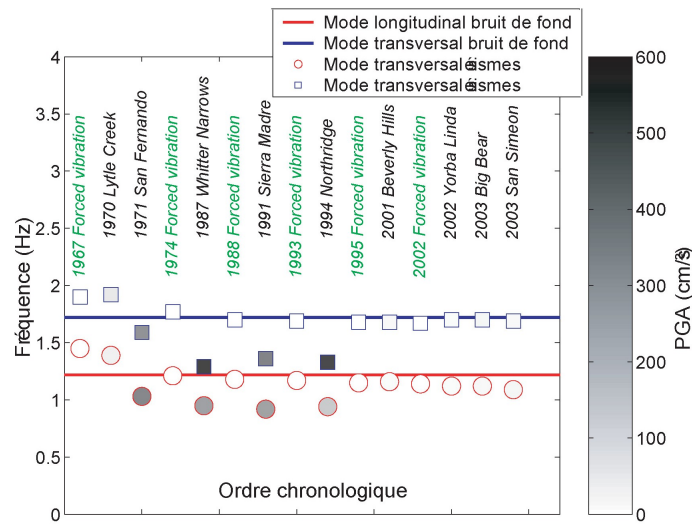 Mode longitudinal bruit de fond
Mode transversal bruit de fond
Mode transversal
Mode transversal
Fréquence (Hz)
4
3.5
3
2.5
2
1.5
1
0.5
0
1967 Forced vibration
1970 Lytle Creek
1971 San Fernando
1974 Forced vibration
1987 Whitter Narrows
1988 Forced vibration
1991 Sierra Madre
1993 Forced vibration
1994 Northridge
1995 Forced vibration
2001 Beverly Hills
2002 Forced vibration
2002 Yorba Linda
2003 Big Bear
2003 San Simeon
Ordre chronologique
600
500
400
300
200
100
0
PGA (cm/s²)